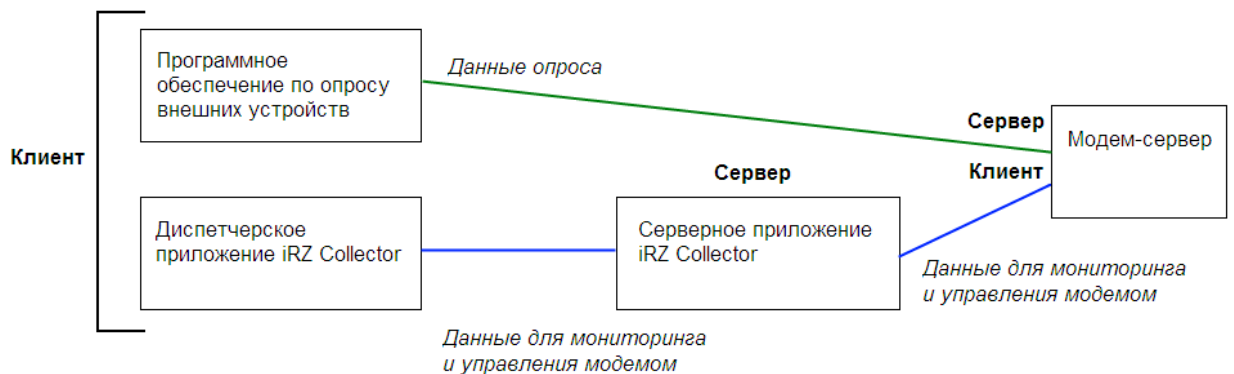 Программное
обеспечение по опросу
внешних устройств
Данные опроса
Сервер
Модем-сервер
Клиент
Клиент
Сервер
Диспетчерское
приложение iRZ Collector
Серверное приложение
iRZ Collector
Данные для мониторинга
и управления модемом
Данные для мониторинга
и управления модемом